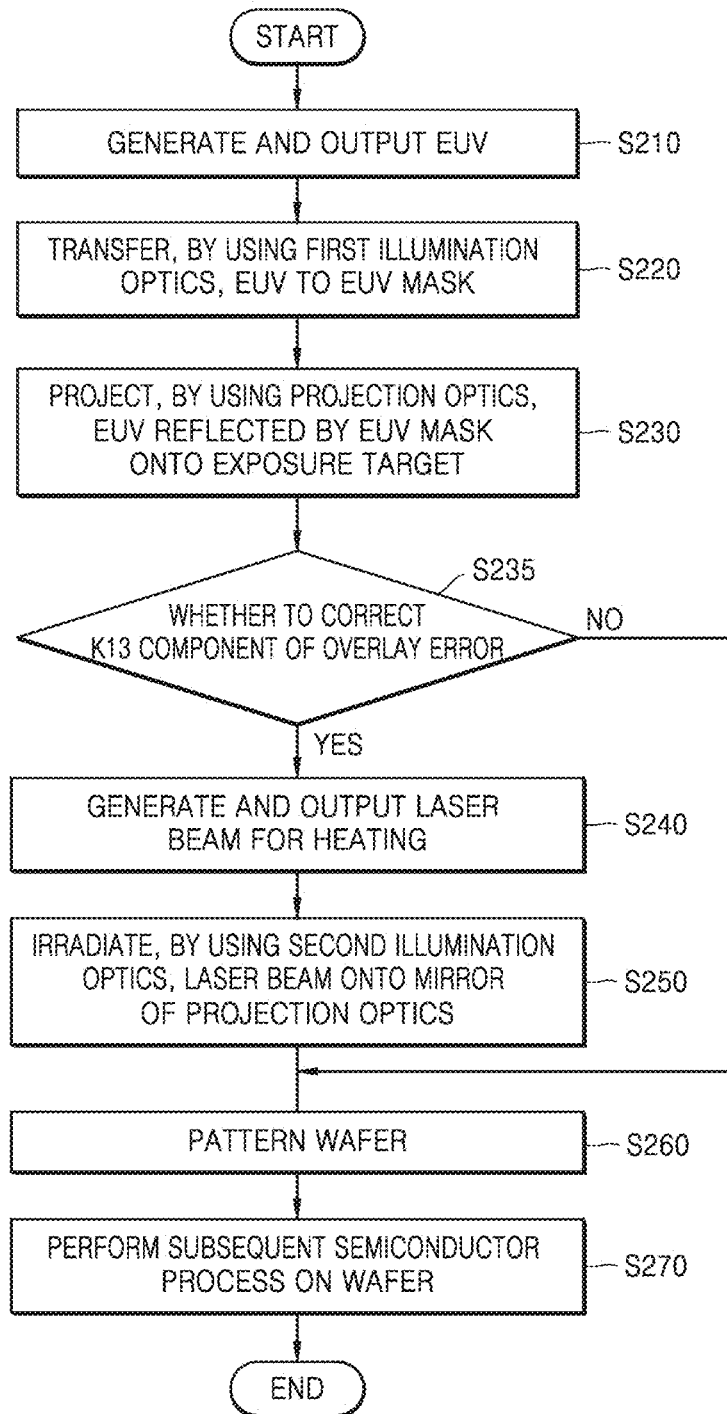 START
GENERATE AND OUTPUT EUV
S210
TRANSFER, BY USING FIRST ILLUMINATION
OPTICS, EUV TO EUV MASK
S220
PROJECT, BY USING PROJECTION OPTICS,
EUV REFLECTED BY EUV MASK
ONTO EXPOSURE TARGET
S230
S235
WHETHER TO CORRECT
K13 COMPONENT OF OVERLAY ERROR
NO
YES
GENERATE AND OUTPUT LASER
BEAM FOR HEATING
S240
IRRADIATE, BY USING SECOND ILLUMINATION
OPTICS, LASER BEAM ONTO MIRROR
OF PROJECTION OPTICS
S250
PATTERN WAFER
S260
PERFORM SUBSEQUENT SEMICONDUCTOR
PROCESS ON WAFER
S270
END